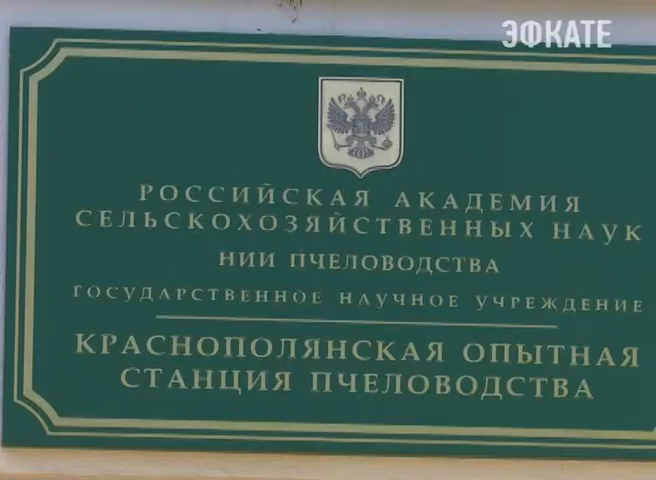 ЭФКАТЕ
РОССИЙСКАЯ АКАДЕМИЯ
СЕЛЬСКОХОЗЯЙСТВЕННЫХ НАУК
НИИ ПЧЕЛОВОДСТВА
ГОСУДАРСТВЕННОЕ НАУЧНОЕ УЧРЕЖДЕНИЕ
КРАСНОПОЛЯНСКАЯ ОПЫТНАЯ
СТАНЦИЯ ПЧЕЛОВОДСТВА